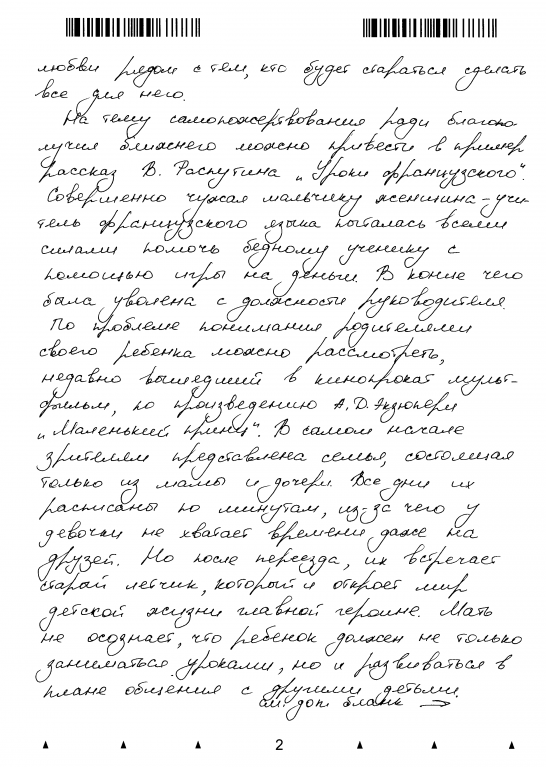 любви рядом с тем, кто будет стараться сделать
все для него.
На тему самопожертвования ради благопо-
лучия ближнего можно привести в пример
рассказ В. Распутина „Уроки французского“.
Совершенно чужая мальчику женщина-учи-
тель французского языка пыталась всеми
силами помочь бедному ученику с
помощью игры на деньги. В конце чего
была уволена с должности руководителя.
По проблеме понимания родителями
своего ребенка можно рассмотреть,
недавно вышедший в кинопрокат мульт-
фильм, по произведению А.Д. Экзюпери
„Маленький принц“. В самом начале
зрителям представлена семья, состоящая
только из мамы и дочери. Все дни их
расписаны по минутам, из-за чего у
девочки не хватает времени даже на
друзей. Но после переезда, их встречает
старый летчик, который и откроет мир
детской жизни главной героине. Мать
не осознает, что ребенок должен не только
заниматься уроками, но и развиваться в
плане общения с другими детьми.
см. доп. бланк →
2